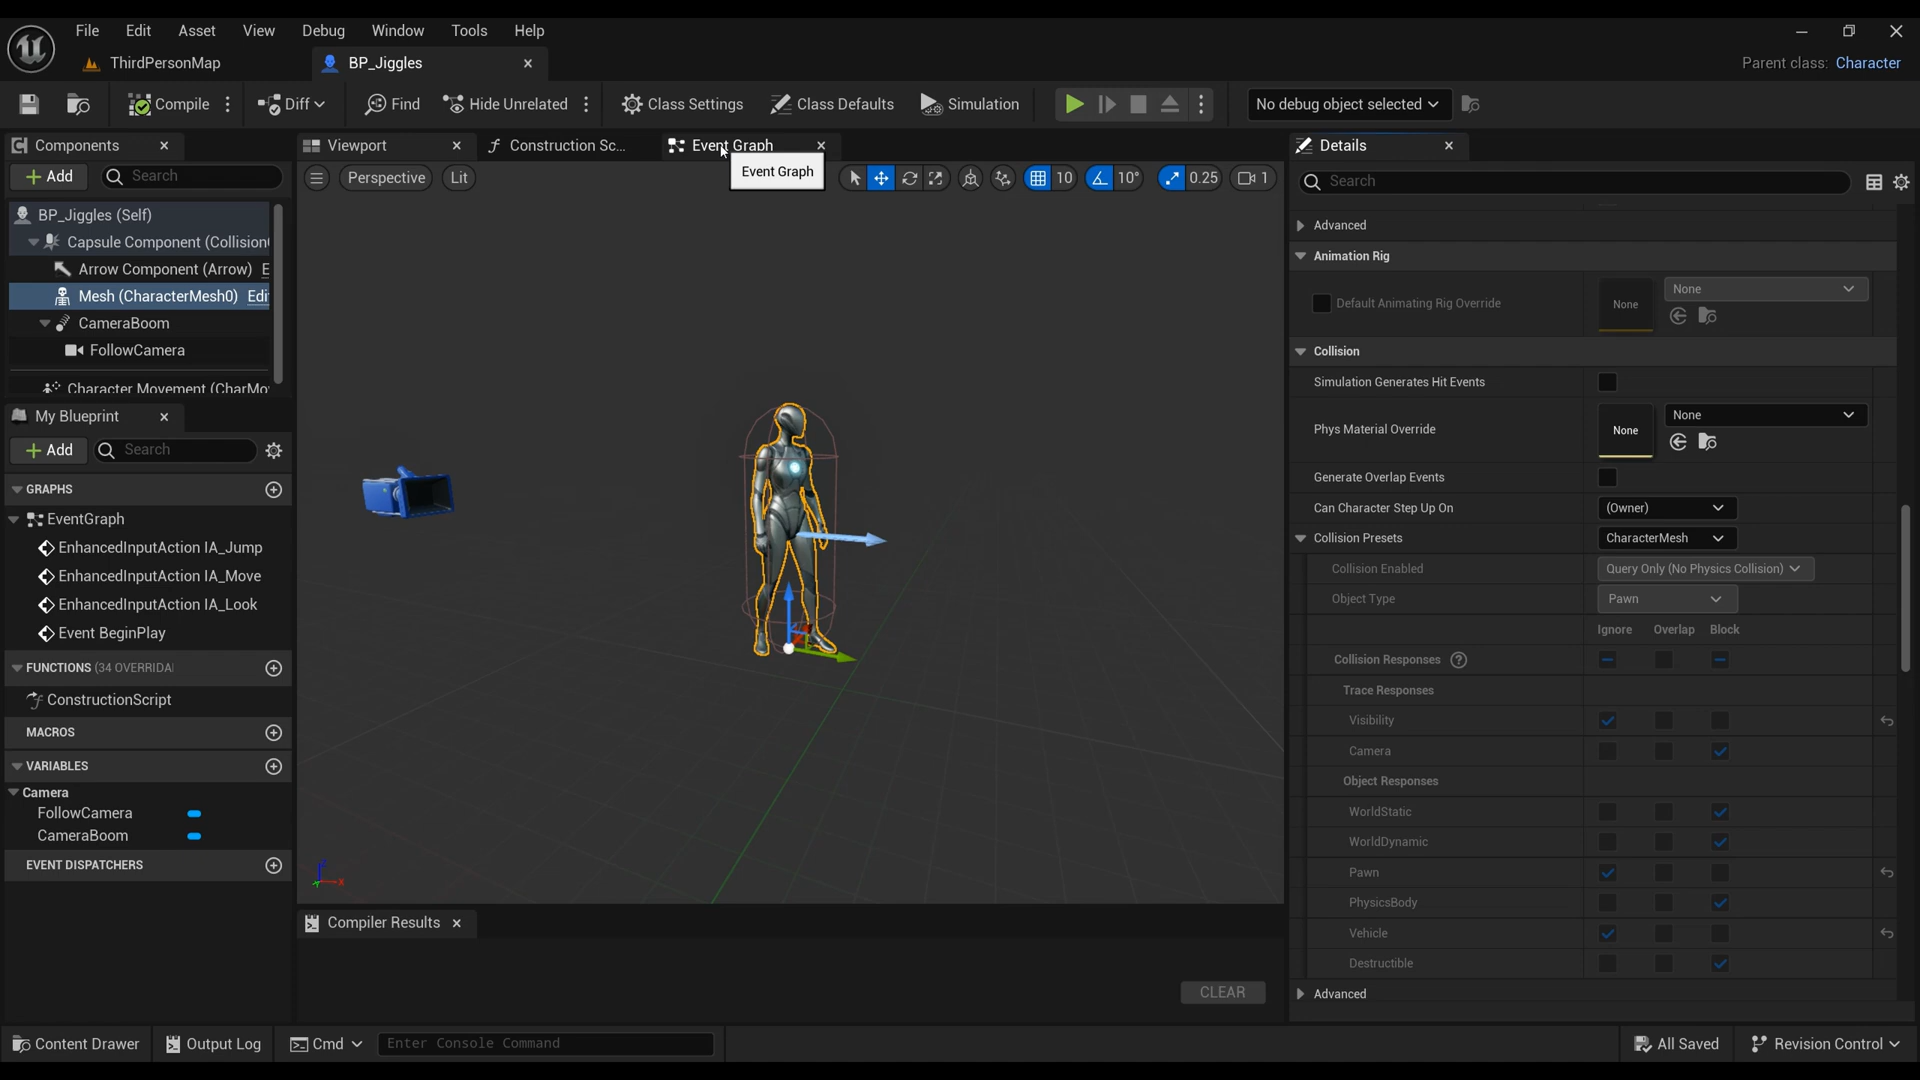 File Edit Asset View Debug Window Tools Help
ThirdPersonMap BP_Jiggles Parent class: Character
Compile Diff Find Hide Unrelated Class Settings Class Defaults Simulation No debug object selected
Components Viewport Construction Sc... Event Graph Details
Add Search Perspective Lit Event Graph 10 10° 0.25 1 Search
BP_Jiggles (Self)
Capsule Component (Collision
Arrow Component (Arrow) E
Mesh (CharacterMesh0) Edi
CameraBoom
FollowCamera
Character Movement (CharMo
My Blueprint
Add Search
GRAPHS
EventGraph
EnhancedInputAction IA_Jump
EnhancedInputAction IA_Move
EnhancedInputAction IA_Look
Event BeginPlay
FUNCTIONS (34 OVERRIDA
ConstructionScript
MACROS
VARIABLES
Camera
FollowCamera
CameraBoom
EVENT DISPATCHERS
X
Compiler Results
CLEAR
Advanced
Animation Rig
Default Animating Rig Override None None
Collision
Simulation Generates Hit Events
Phys Material Override None None
Generate Overlap Events
Can Character Step Up On (Owner)
Collision Presets CharacterMesh
Collision Enabled Query Only (No Physics Collision)
Object Type Pawn
Ignore Overlap Block
Collision Responses ?
Trace Responses
Visibility
Camera
Object Responses
WorldStatic
WorldDynamic
Pawn
PhysicsBody
Vehicle
Destructible
Advanced
Content Drawer Output Log Cmd Enter Console Command All Saved Revision Control